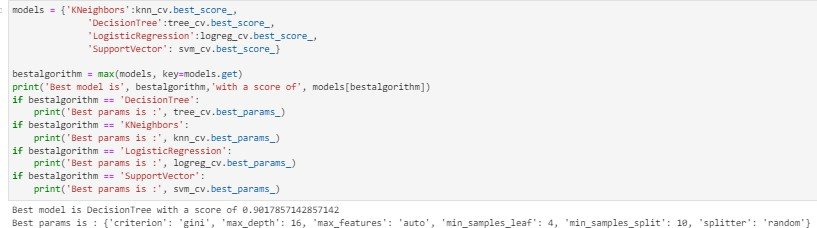 models = {'KNeighbors':knn_cv.best_score_,
'DecisionTree':tree_cv.best_score_,
'LogisticRegression':logreg_cv.best_score_,
'SupportVector': svm_cv.best_score_}
bestalgorithm = max(models, key=models.get)
print('Best model is', bestalgorithm,'with a score of', models[bestalgorithm])
if bestalgorithm == 'DecisionTree':
print('Best params is :', tree_cv.best_params_)
if bestalgorithm == 'KNeighbors':
print('Best params is :', knn_cv.best_params_)
if bestalgorithm == 'LogisticRegression':
print('Best params is :', logreg_cv.best_params_)
if bestalgorithm == 'SupportVector':
print('Best params is :', svm_cv.best_params_)
Best model is DecisionTree with a score of 0.9017857142857142
Best params is : {'criterion': 'gini', 'max_depth': 16, 'max_features': 'auto', 'min_samples_leaf': 4, 'min_samples_split': 10, 'splitter': 'random'}